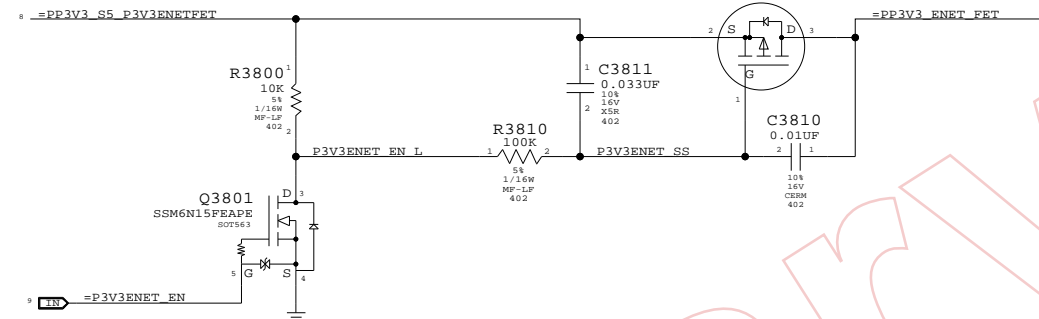 8 =PP3V3_S5_P3V3ENETFET
=PP3V3_ENET_FET
2 S D 3
G
1
R3800 1
10K
5%
1/16W
MF-LF
402
2
1 C3811
0.033UF
10%
16V
X5R
402
2
C3810
0.01UF
2 1
10%
16V
CERM
402
R3810
100K
1 2
5%
1/16W
MF-LF
402
P3V3ENET_EN_L
P3V3ENET_SS
Q3801
SSM6N15FEAPE
SOT563
D 3
5 G S 4
9 IN =P3V3ENET_EN